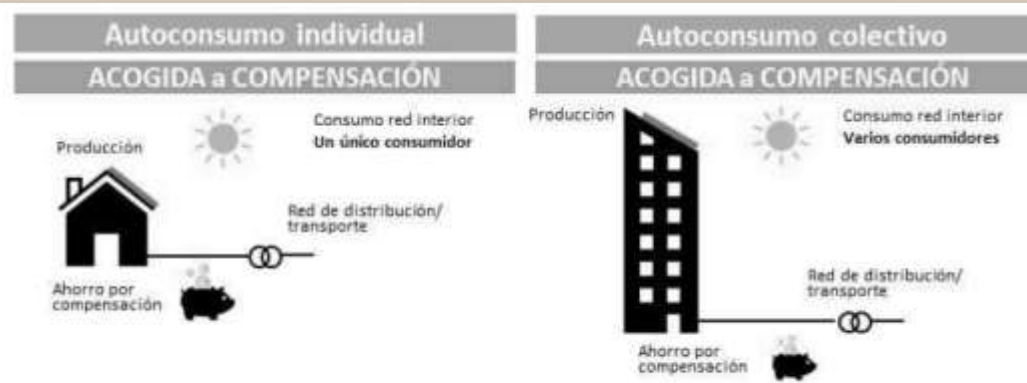 Autoconsumo individual
ACOGIDA a COMPENSACIÓN
Consumo red interior
Un único consumidor
Producción
Red de distribución/
transporte
Ahorro por
compensación
Autoconsumo colectivo
ACOGIDA a COMPENSACIÓN
Producción
Consumo red interior
Varios consumidores
Red de distribución/
transporte
Ahorro por
compensación